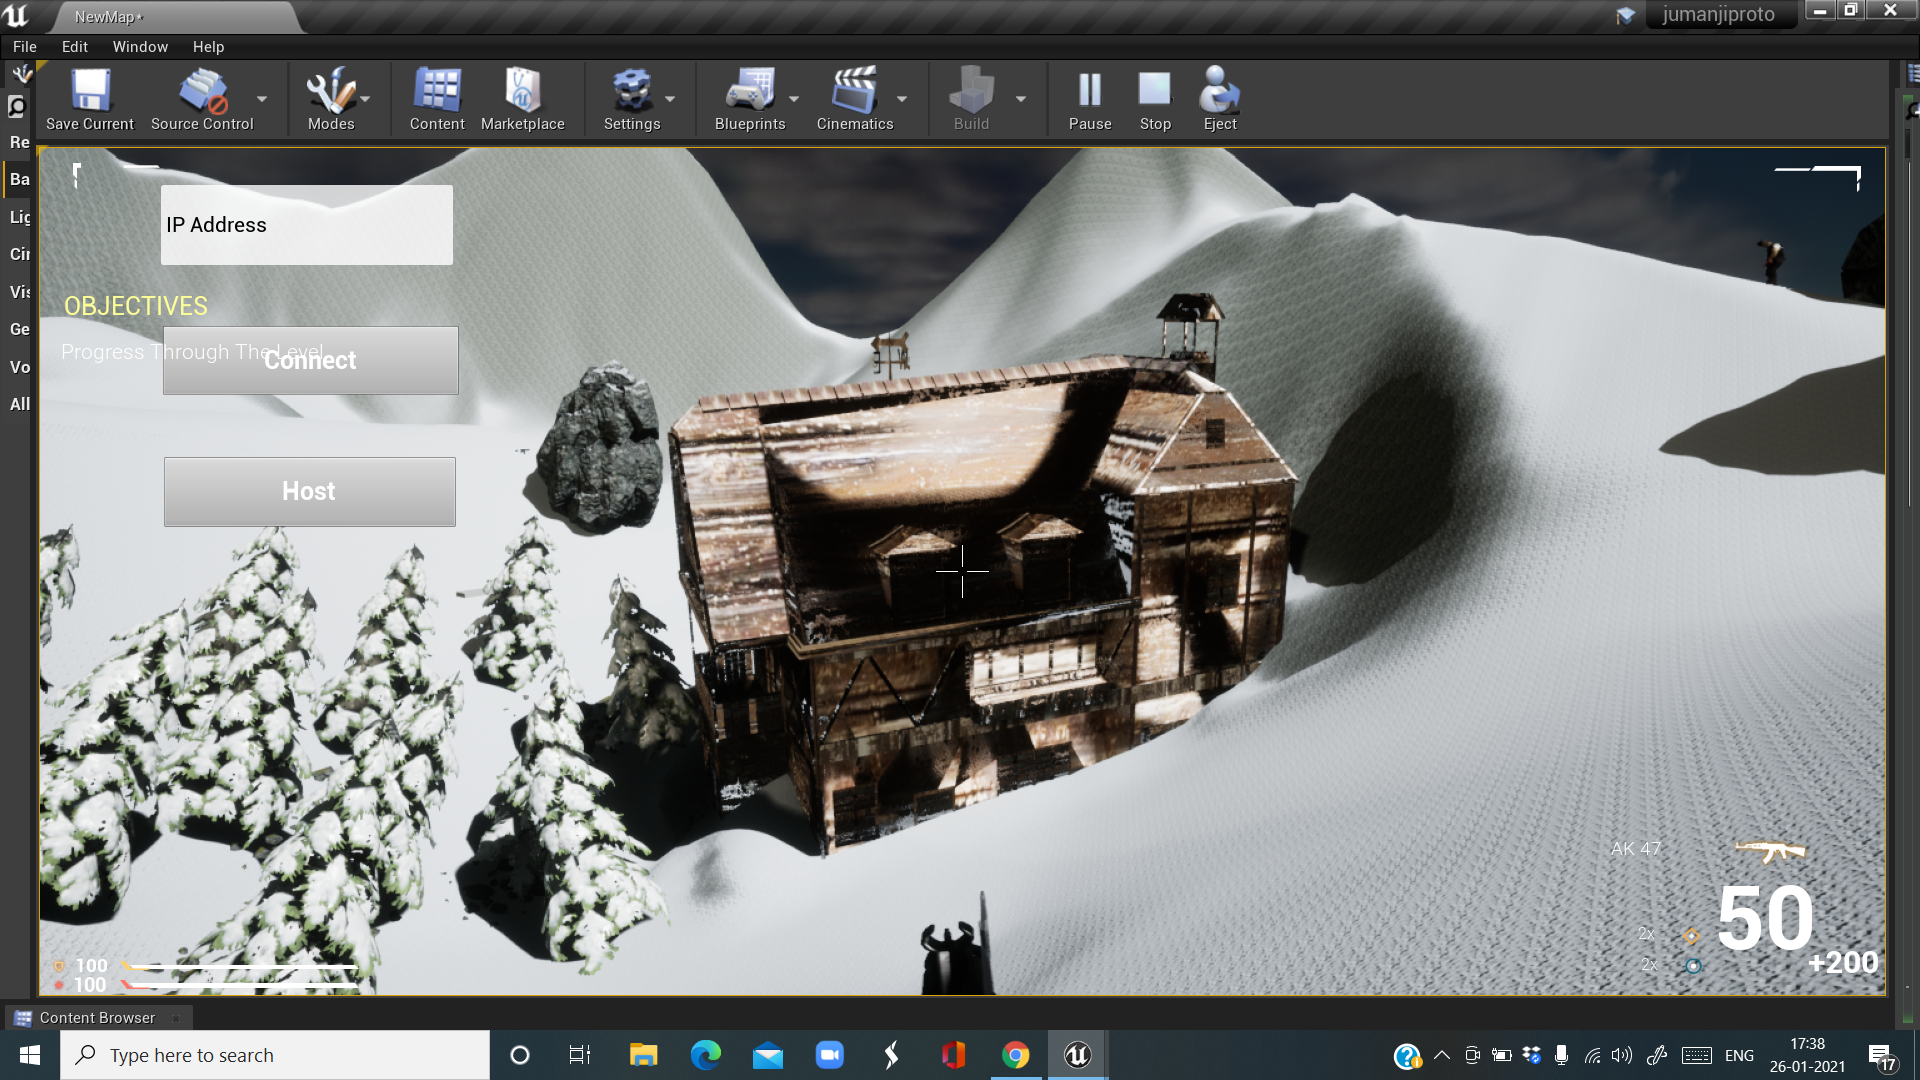 NewMap*
jumanjiproto
File Edit Window Help
Save Current Source Control Modes Content Marketplace Settings Blueprints Cinematics Build Pause Stop Eject
Re
Ba
Lig
Cin
Vis
Ge
Vo
All
IP Address
OBJECTIVES
Progress Through The Level
Connect
Host
AK 47
50
2x
2x
+200
100
100
Content Browser
Type here to search
ENG
17:38
26-01-2021
17